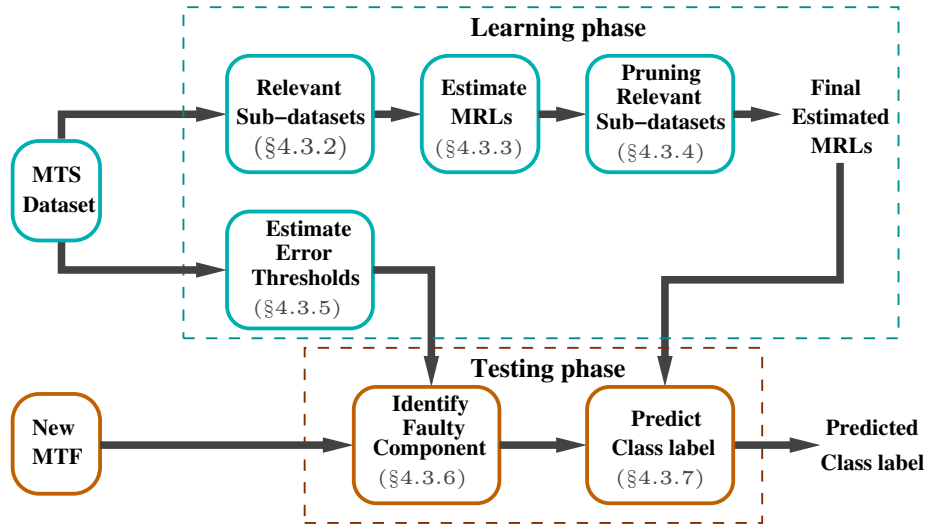 Learning phase
Relevant
Sub-datasets
(§4.3.2)
Estimate
MRLs
(§4.3.3)
Pruning
Relevant
Sub-datasets
(§4.3.4)
Final
Estimated
MRLs
MTS
Dataset
Estimate
Error
Thresholds
(§4.3.5)
Testing phase
New
MTF
Identify
Faulty
Component
(§4.3.6)
Predict
Class label
(§4.3.7)
Predicted
Class label